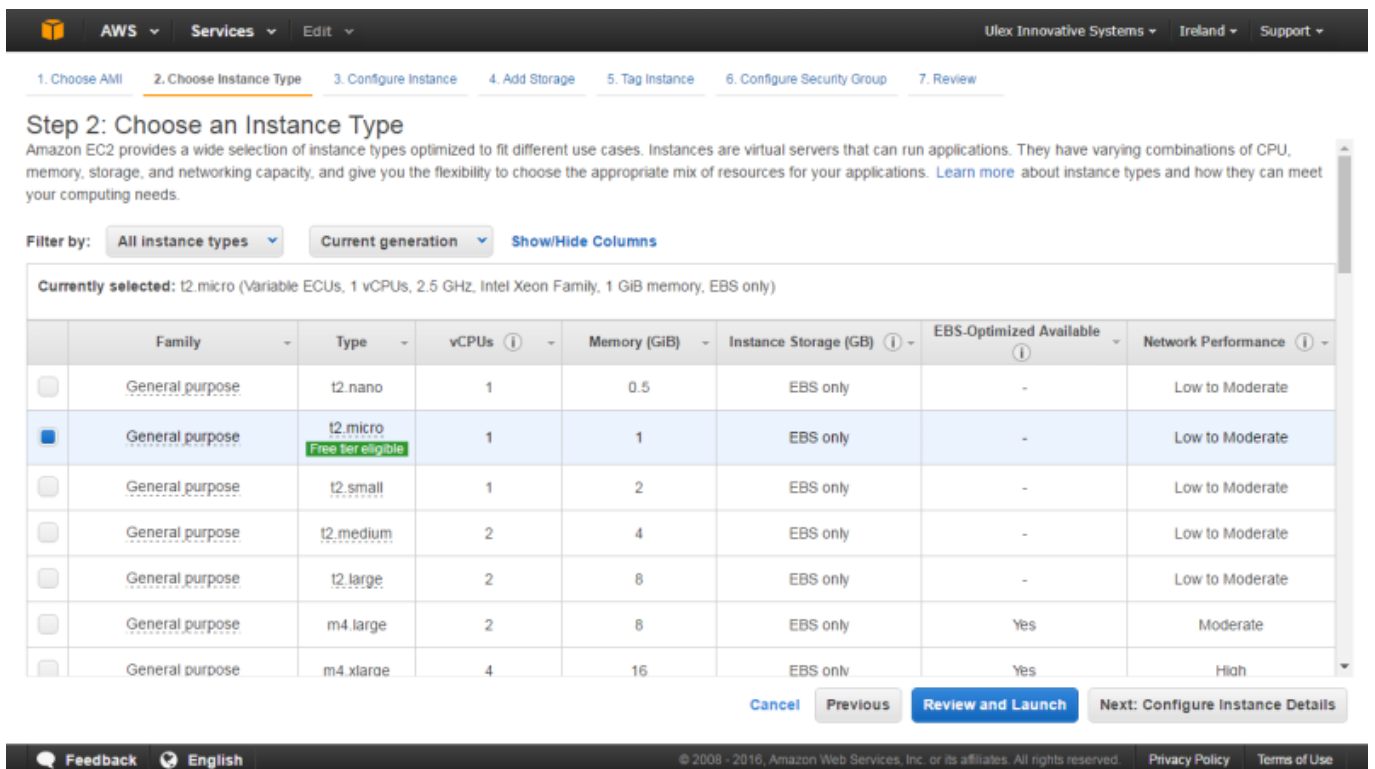 AWS Services Edit Ulex Innovative Systems Ireland Support
1. Choose AMI 2. Choose Instance Type 3. Configure Instance 4. Add Storage 5. Tag Instance 6. Configure Security Group 7. Review
Step 2: Choose an Instance Type
Amazon EC2 provides a wide selection of instance types optimized to fit different use cases. Instances are virtual servers that can run applications. They have varying combinations of CPU,
memory, storage, and networking capacity, and give you the flexibility to choose the appropriate mix of resources for your applications. Learn more about instance types and how they can meet
your computing needs.
Filter by: All instance types Current generation Show/Hide Columns
Currently selected: t2.micro (Variable ECUs, 1 vCPUs, 2.5 GHz, Intel Xeon Family, 1 GiB memory, EBS only)
Family Type vCPUs Memory (GiB) Instance Storage (GB) EBS-Optimized Available Network Performance
General purpose t2.nano 1 0.5 EBS only - Low to Moderate
General purpose t2.micro 1 1 EBS only - Low to Moderate
Free tier eligible
General purpose t2.small 1 2 EBS only - Low to Moderate
General purpose t2.medium 2 4 EBS only - Low to Moderate
General purpose t2.large 2 8 EBS only - Low to Moderate
General purpose m4.large 2 8 EBS only Yes Moderate
General purpose m4.xlarge 4 16 EBS only Yes High
Cancel Previous Review and Launch Next: Configure Instance Details
Feedback English © 2008 - 2016, Amazon Web Services, Inc. or its affiliates. All rights reserved. Privacy Policy Terms of Use